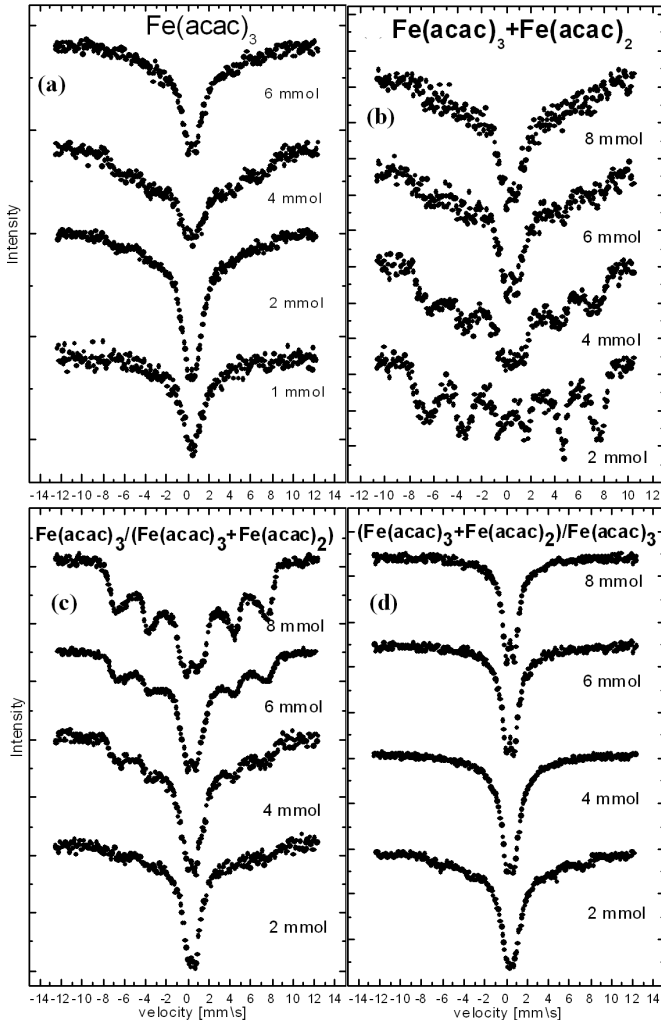 Fe(acac)3
(a)
6 mmol
4 mmol
2 mmol
1 mmol
Intensity
-14 -12 -10 -8 -6 -4 -2 0 2 4 6 8 10 12
Fe(acac)3+Fe(acac)2
(b)
8 mmol
6 mmol
4 mmol
2 mmol
-12 -10 -8 -6 -4 -2 0 2 4 6 8 10 12
Fe(acac)3/(Fe(acac)3+Fe(acac)2)
(c)
8 mmol
6 mmol
4 mmol
2 mmol
Intensity
-14 -12 -10 -8 -6 -4 -2 0 2 4 6 8 10 12
velocity [mm\s]
(Fe(acac)3+Fe(acac)2)/Fe(acac)3
(d)
8 mmol
6 mmol
4 mmol
2 mmol
-14 -12 -10 -8 -6 -4 -2 0 2 4 6 8 10 12 14
velocity [mm\s]